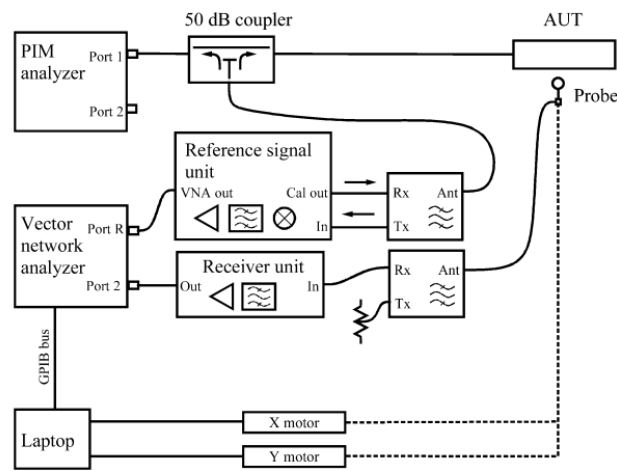 50 dB coupler
AUT
PIM
analyzer
Port 1
Port 2
Probe
Reference signal
unit
VNA out
Cal out
In
Rx
Ant
Tx
Vector
network
analyzer
Port R
Port 2
Receiver unit
Out
In
Rx
Ant
Tx
GPIB bus
Laptop
X motor
Y motor